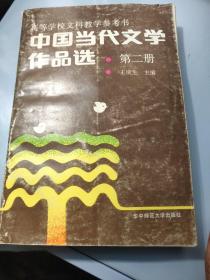 高等学校文科教学参考书
中国当代文学
作品选·第二册
王庆生 主编
华中师范大学出版社